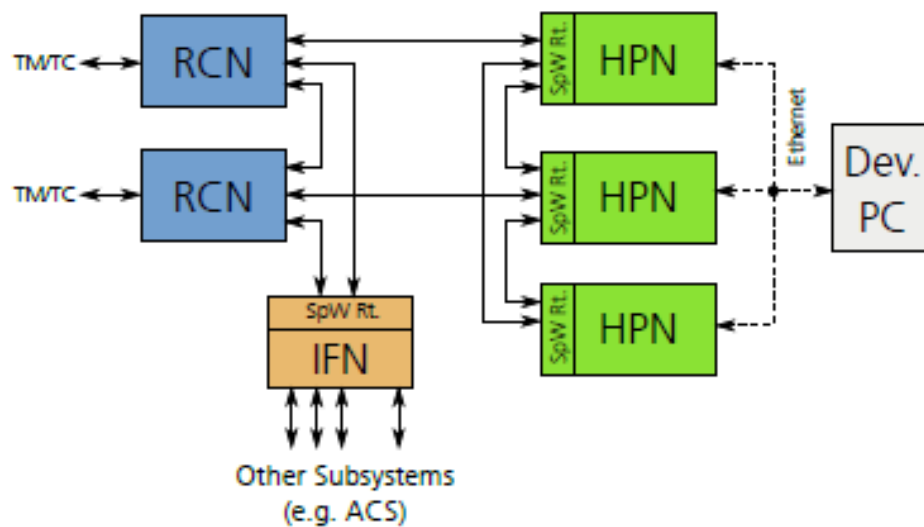 TM/TC
RCN
SpW Rt.
HPN
Ethernet
TM/TC
RCN
SpW Rt.
HPN
Dev.
PC
SpW Rt.
HPN
SpW Rt.
IFN
Other Subsystems
(e.g. ACS)